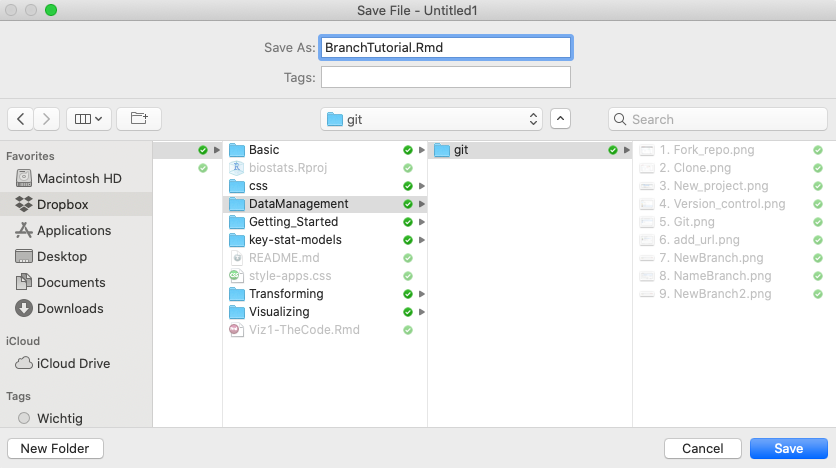 Save File - Untitled1
Save As: BranchTutorial.Rmd
Tags:
git
Search
Favorites
Macintosh HD
Dropbox
Applications
Desktop
Documents
Downloads
iCloud
iCloud Drive
Tags
Wichtig
Basic
biostats.Rproj
css
DataManagement
Getting_Started
key-stat-models
README.md
style-apps.css
Transforming
Visualizing
Viz1-TheCode.Rmd
git
1. Fork_repo.png
2. Clone.png
3. New_project.png
4. Version_control.png
5. Git.png
6. add_url.png
7. NewBranch.png
8. NameBranch.png
9. NewBranch2.png
New Folder
Cancel
Save